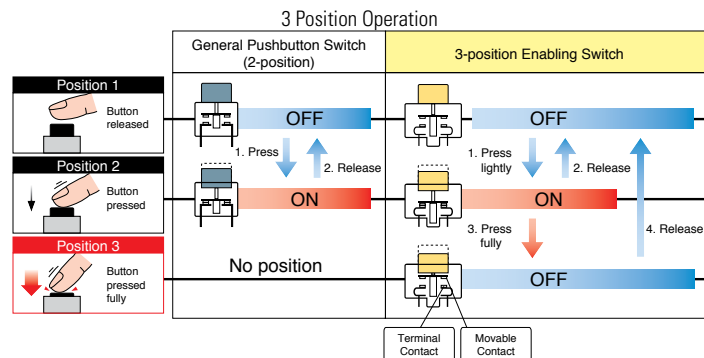 3 Position Operation
General Pushbutton Switch
(2-position)
3-position Enabling Switch
Position 1
Button
released
OFF
OFF
1. Press
2. Release
1. Press
lightly
2. Release
Position 2
Button
pressed
ON
ON
3. Press
fully
4. Release
Position 3
Button
pressed
fully
No position
OFF
Terminal
Contact
Movable
Contact